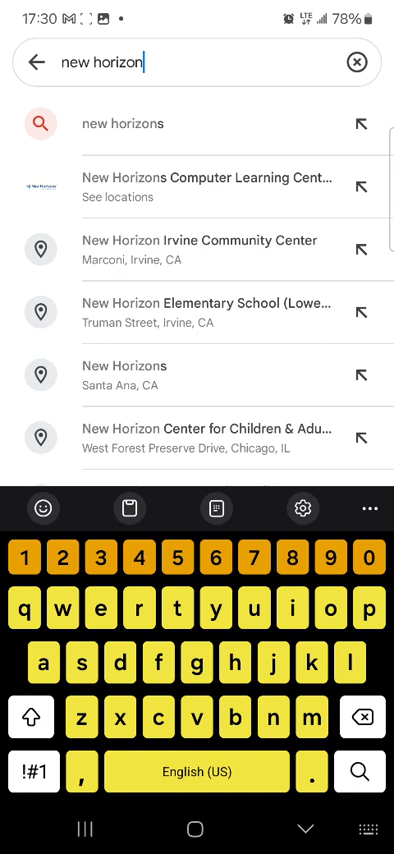 17:30 LTE 78%
new horizon
new horizons
New Horizons Computer Learning Cent...
See locations
New Horizon Irvine Community Center
Marconi, Irvine, CA
New Horizon Elementary School (Lowe...
Truman Street, Irvine, CA
New Horizons
Santa Ana, CA
New Horizon Center for Children & Adu...
West Forest Preserve Drive, Chicago, IL
1 2 3 4 5 6 7 8 9 0
q w e r t y u i o p
a s d f g h j k l
z x c v b n m
!#1 , English (US) .